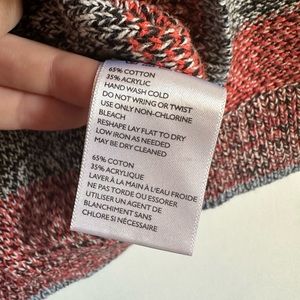 65% COTTON
35% ACRYLIC
HAND WASH COLD
DO NOT WRING OR TWIST
USE ONLY NON-CHLORINE
BLEACH
RESHAPE LAY FLAT TO DRY
LOW IRON AS NEEDED
MAY BE DRY CLEANED
65% COTON
35% ACRYLIQUE
LAVER À LA MAIN À L'EAU FROIDE
NE PAS TORDE OU ESSORER
UTILISER UN AGENT DE
BLANCHIMENT SANS
CHLORE SI NÉCESSAIRE